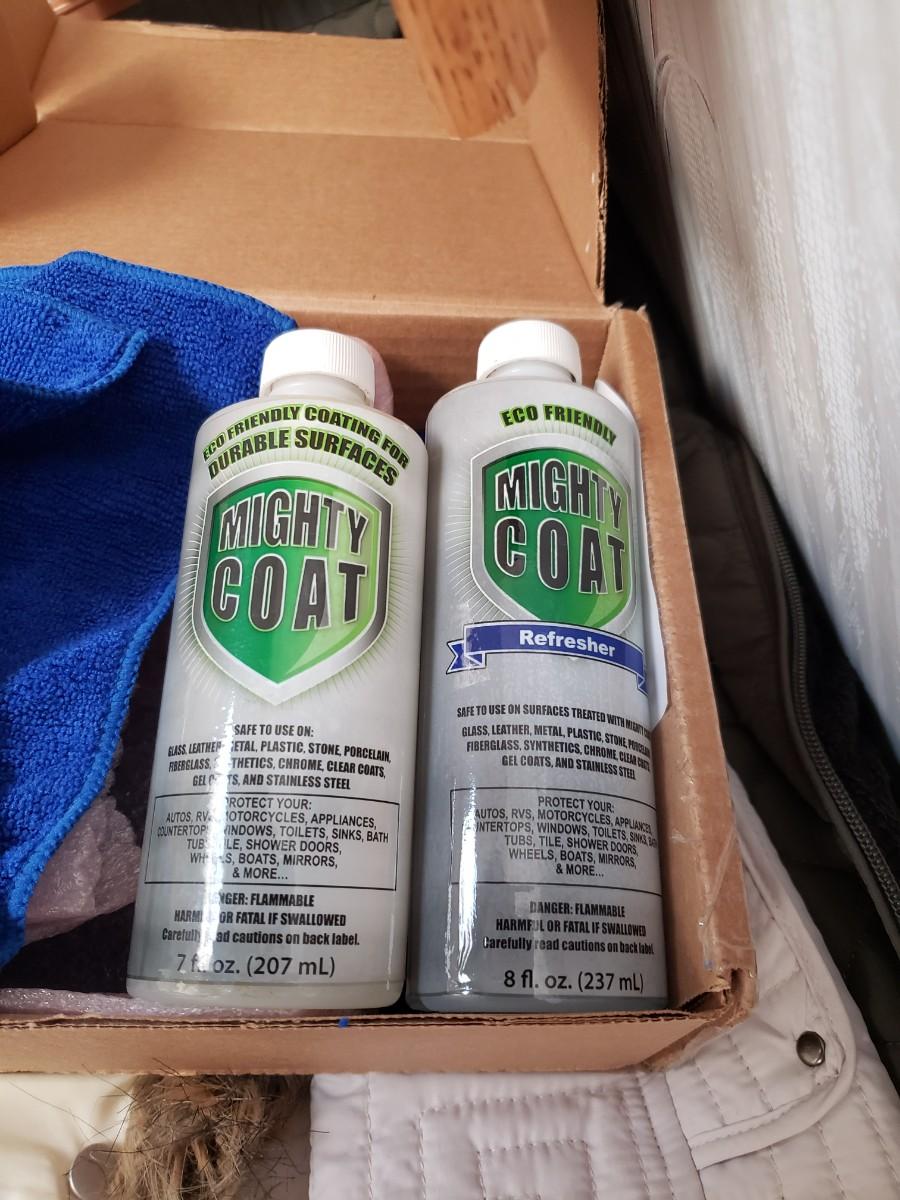 ECO FRIENDLY COATING FOR
DURABLE SURFACES
MIGHTY
COAT
SAFE TO USE ON:
GLASS, LEATHER, METAL, PLASTIC, STONE, PORCELAIN,
FIBERGLASS, SYNTHETICS, CHROME, CLEAR COATS,
GEL COATS, AND STAINLESS STEEL
PROTECT YOUR:
AUTOS, RVS, MOTORCYCLES, APPLIANCES,
COUNTERTOPS, WINDOWS, TOILETS, SINKS, BATH
TUBS, TILE, SHOWER DOORS,
WHEELS, BOATS, MIRRORS,
& MORE...
DANGER: FLAMMABLE
HARMFUL OR FATAL IF SWALLOWED
Carefully read cautions on back label.
7 fl. oz. (207 mL)
ECO FRIENDLY
MIGHTY
COAT
Refresher
SAFE TO USE ON SURFACES TREATED WITH MIGHTY
GLASS, LEATHER, METAL, PLASTIC, STONE, PORCELAIN,
FIBERGLASS, SYNTHETICS, CHROME, CLEAR COATS,
GEL COATS, AND STAINLESS STEEL
PROTECT YOUR:
AUTOS, RVS, MOTORCYCLES, APPLIANCES,
COUNTERTOPS, WINDOWS, TOILETS, SINKS, BATH
TUBS, TILE, SHOWER DOORS,
WHEELS, BOATS, MIRRORS,
& MORE...
DANGER: FLAMMABLE
HARMFUL OR FATAL IF SWALLOWED
Carefully read cautions on back label.
8 fl. oz. (237 mL)